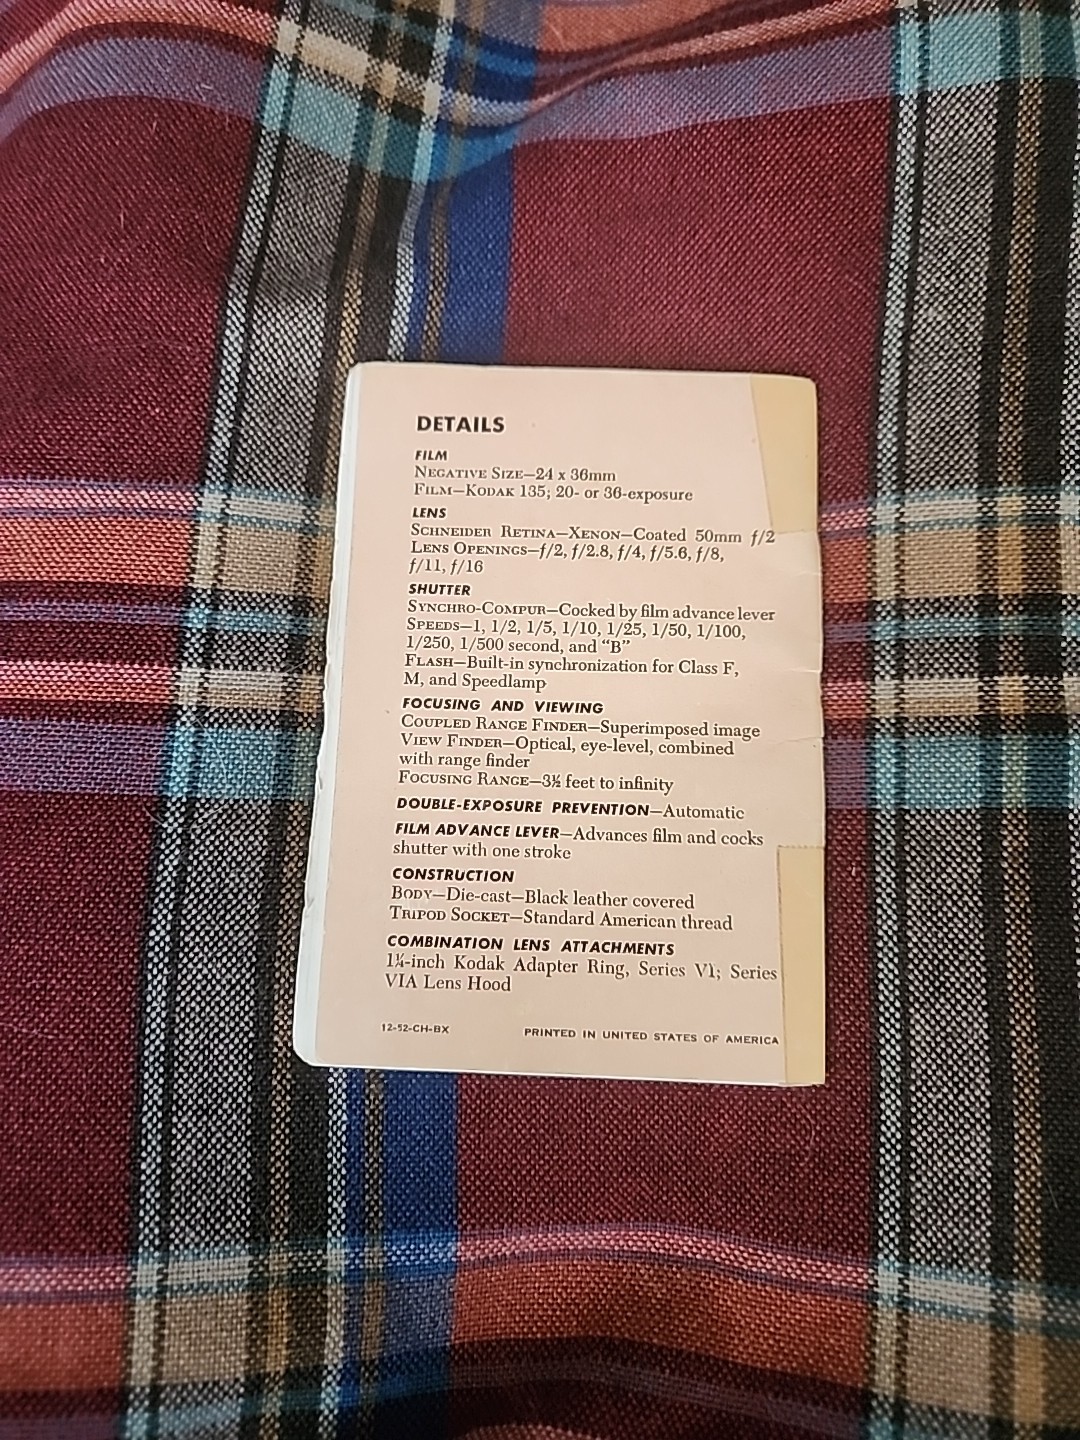 DETAILS
FILM
NEGATIVE SIZE—24 x 36mm
FILM—KODAK 135; 20- or 36-exposure
LENS
SCHNEIDER RETINA—XENON—Coated 50mm f/2
LENS OPENINGS—f/2, f/2.8, f/4, f/5.6, f/8,
f/11, f/16
SHUTTER
SYNCHRO-COMPUR—Cocked by film advance lever
SPEEDS—1, 1/2, 1/5, 1/10, 1/25, 1/50, 1/100,
1/250, 1/500 second, and “B”
FLASH—Built-in synchronization for Class F,
M, and Speedlamp
FOCUSING AND VIEWING
COUPLED RANGE FINDER—Superimposed image
VIEW FINDER—Optical, eye-level, combined
with range finder
FOCUSING RANGE—3½ feet to infinity
DOUBLE-EXPOSURE PREVENTION—Automatic
FILM ADVANCE LEVER—Advances film and cocks
shutter with one stroke
CONSTRUCTION
BODY—Die-cast—Black leather covered
TRIPOD SOCKET—Standard American thread
COMBINATION LENS ATTACHMENTS
1¼-inch Kodak Adapter Ring, Series VI; Series
VIA Lens Hood
12-52-CH-BX PRINTED IN UNITED STATES OF AMERICA